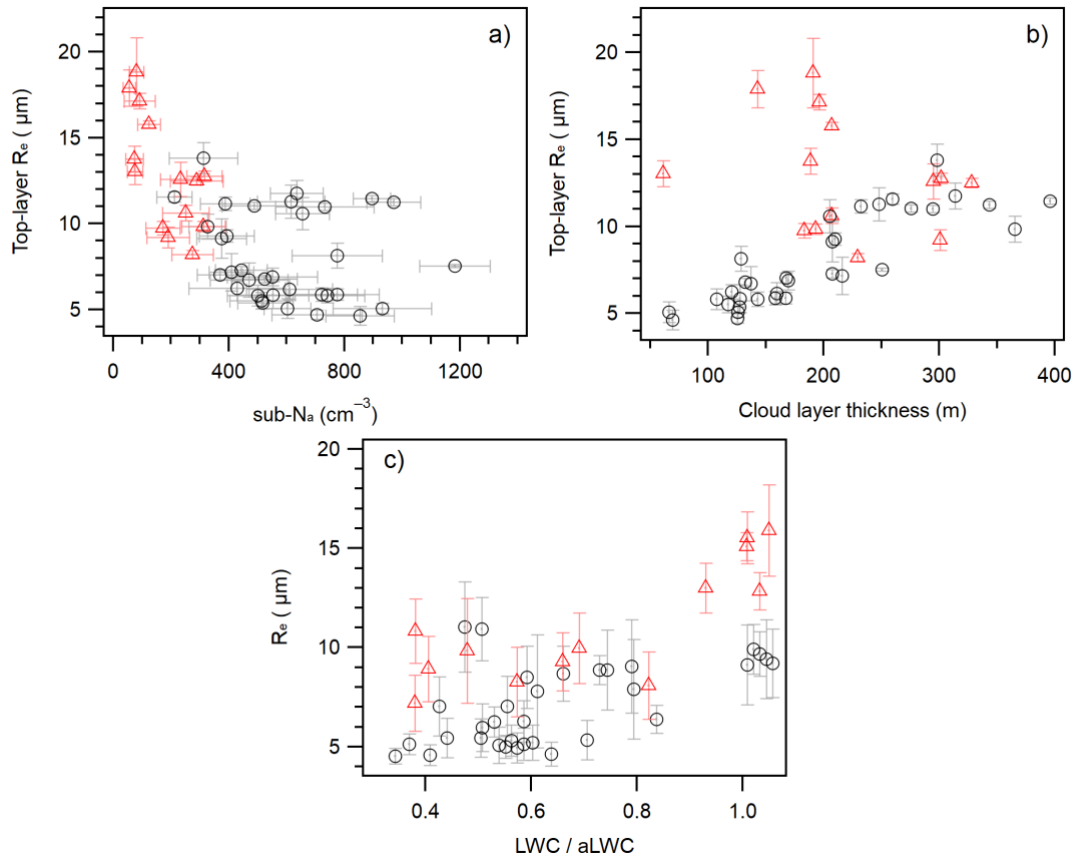 a)
20
15
10
5
Top-layer Rₑ ( μm)
0
400
800
1200
sub-Nₐ (cm⁻³)
b)
20
15
10
5
Top-layer Rₑ ( μm)
100
200
300
400
Cloud layer thickness (m)
c)
20
15
10
5
Rₑ ( μm)
0.4
0.6
0.8
1.0
LWC / aLWC